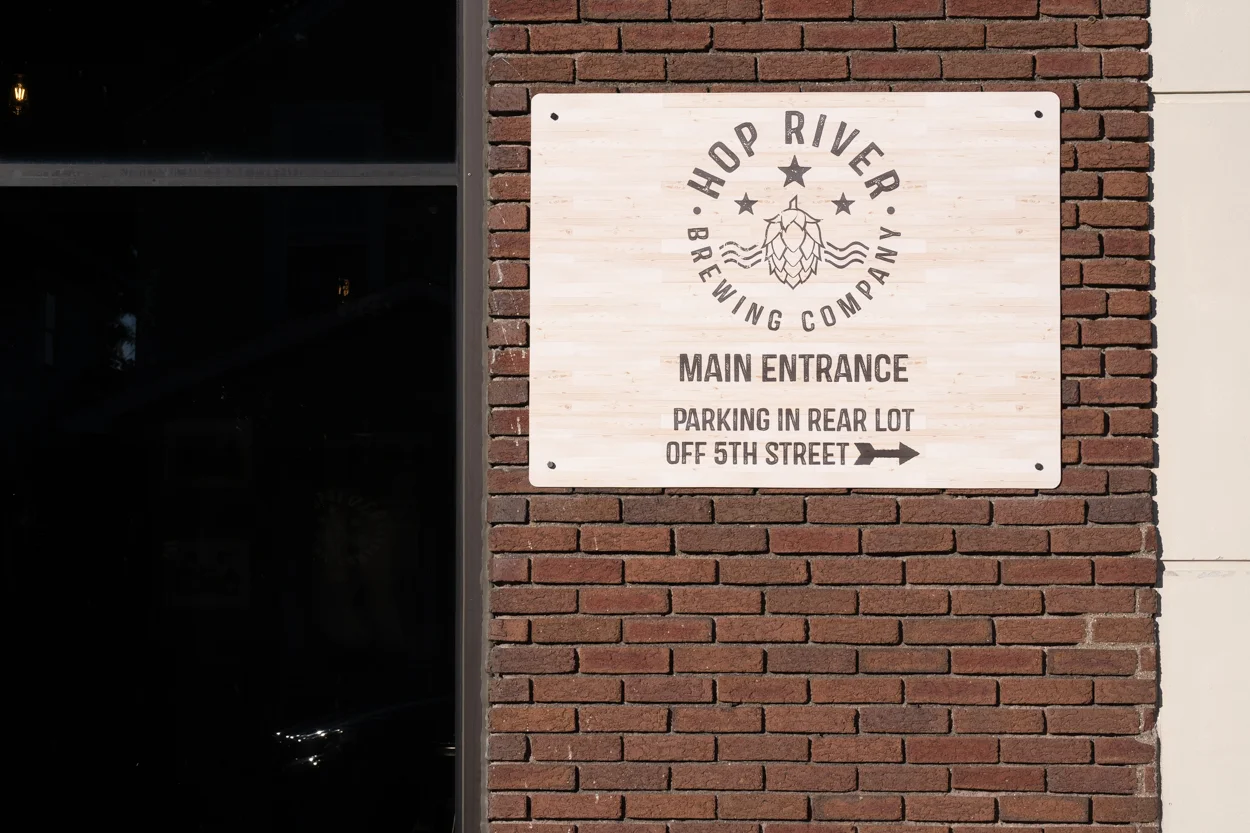 HOP RIVER
BREWING COMPANY
MAIN ENTRANCE
PARKING IN REAR LOT
OFF 5TH STREET